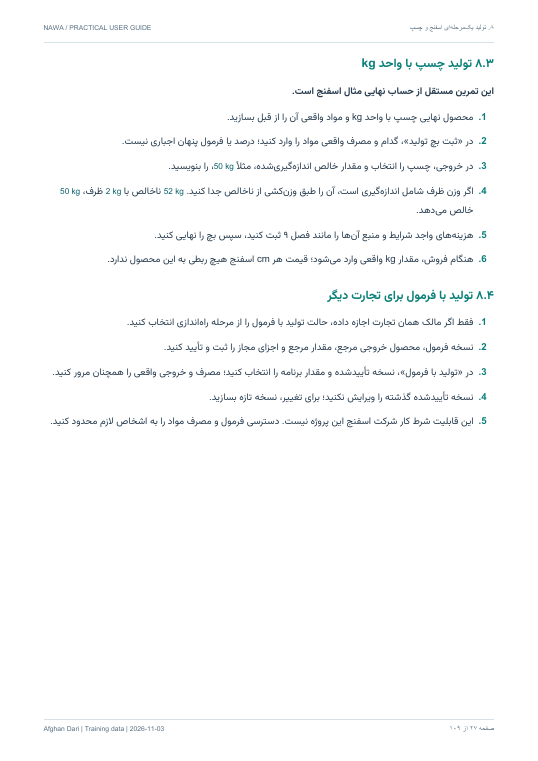 NAWA / PRACTICAL USER GUIDE
۸. تولید یک‌مرحله‌ای اسفنج و چسپ
۸.۳ تولید چسپ با واحد kg
این تمرین مستقل از حساب نهایی مثال اسفنج است.
1. محصول نهایی چسپ با واحد kg و مواد واقعی آن را از قبل بسازید.
2. در «ثبت بچ تولید»، گدام و مصرف واقعی مواد را وارد کنید؛ درصد یا فرمول پنهان اجباری نیست.
3. در خروجی، چسپ را انتخاب و مقدار خالص اندازه‌گیری‌شده، مثلاً 50 kg، را بنویسید.
4. اگر وزن ظرف شامل اندازه‌گیری است، آن را طبق وزن‌کشی از ناخالص جدا کنید. 52 kg ناخالص با 2 kg ظرف، 50 kg
خالص می‌دهد.
5. هزینه‌های واجد شرایط و منبع آن‌ها را مانند فصل ۹ ثبت کنید، سپس بچ را نهایی کنید.
6. هنگام فروش، مقدار kg واقعی وارد می‌شود؛ قیمت هر cm اسفنج هیچ ربطی به این محصول ندارد.
۸.۴ تولید با فرمول برای تجارت دیگر
1. فقط اگر مالک همان تجارت اجازه داده، حالت تولید با فرمول را از مرحله راه‌اندازی انتخاب کنید.
2. نسخه فرمول، محصول خروجی مرجع، مقدار مرجع و اجزای مجاز را ثبت و تأیید کنید.
3. در «تولید با فرمول»، نسخه تأییدشده و مقدار برنامه را انتخاب کنید؛ مصرف و خروجی واقعی را همچنان مرور کنید.
4. نسخه تأییدشده گذشته را ویرایش نکنید؛ برای تغییر، نسخه تازه بسازید.
5. این قابلیت شرط کار شرکت اسفنج این پروژه نیست. دسترسی فرمول و مصرف مواد را به اشخاص لازم محدود کنید.
Afghan Dari | Training data | 2026-11-03
صفحه ۴۷ از ۱۰۹